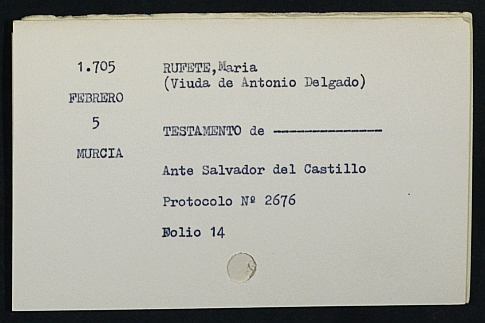 1.705
FEBRERO
5
MURCIA
RUFETE,Maria
(Viuda de Antonio Delgado)
TESTAMENTO de ----------------
Ante Salvador del Castillo
Protocolo Nº 2676
Folio 14